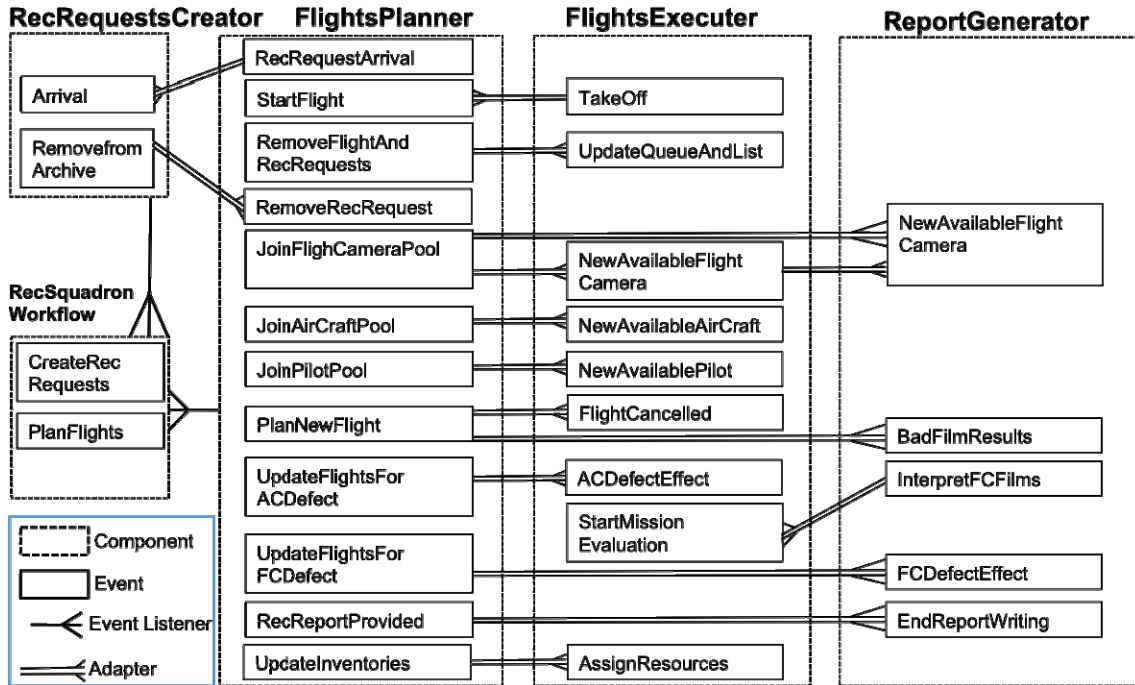 RecRequestsCreator
FlightsPlanner
FlightsExecuter
ReportGenerator
Arrival
Removefrom
Archive
RecSquadron
Workflow
CreateRec
Requests
PlanFlights
Component
Event
Event Listener
Adapter
RecRequestArrival
StartFlight
RemoveFlightAnd
RecRequests
RemoveRecRequest
JoinFlighCameraPool
JoinAirCraftPool
JoinPilotPool
PlanNewFlight
UpdateFlightsFor
ACDefect
UpdateFlightsFor
FCDefect
RecReportProvided
UpdateInventories
TakeOff
UpdateQueueAndList
NewAvailableFlight
Camera
NewAvailableAirCraft
NewAvailablePilot
FlightCancelled
ACDefectEffect
StartMission
Evaluation
AssignResources
NewAvailableFlight
Camera
BadFilmResults
InterpretFCFilms
FCDefectEffect
EndReportWriting